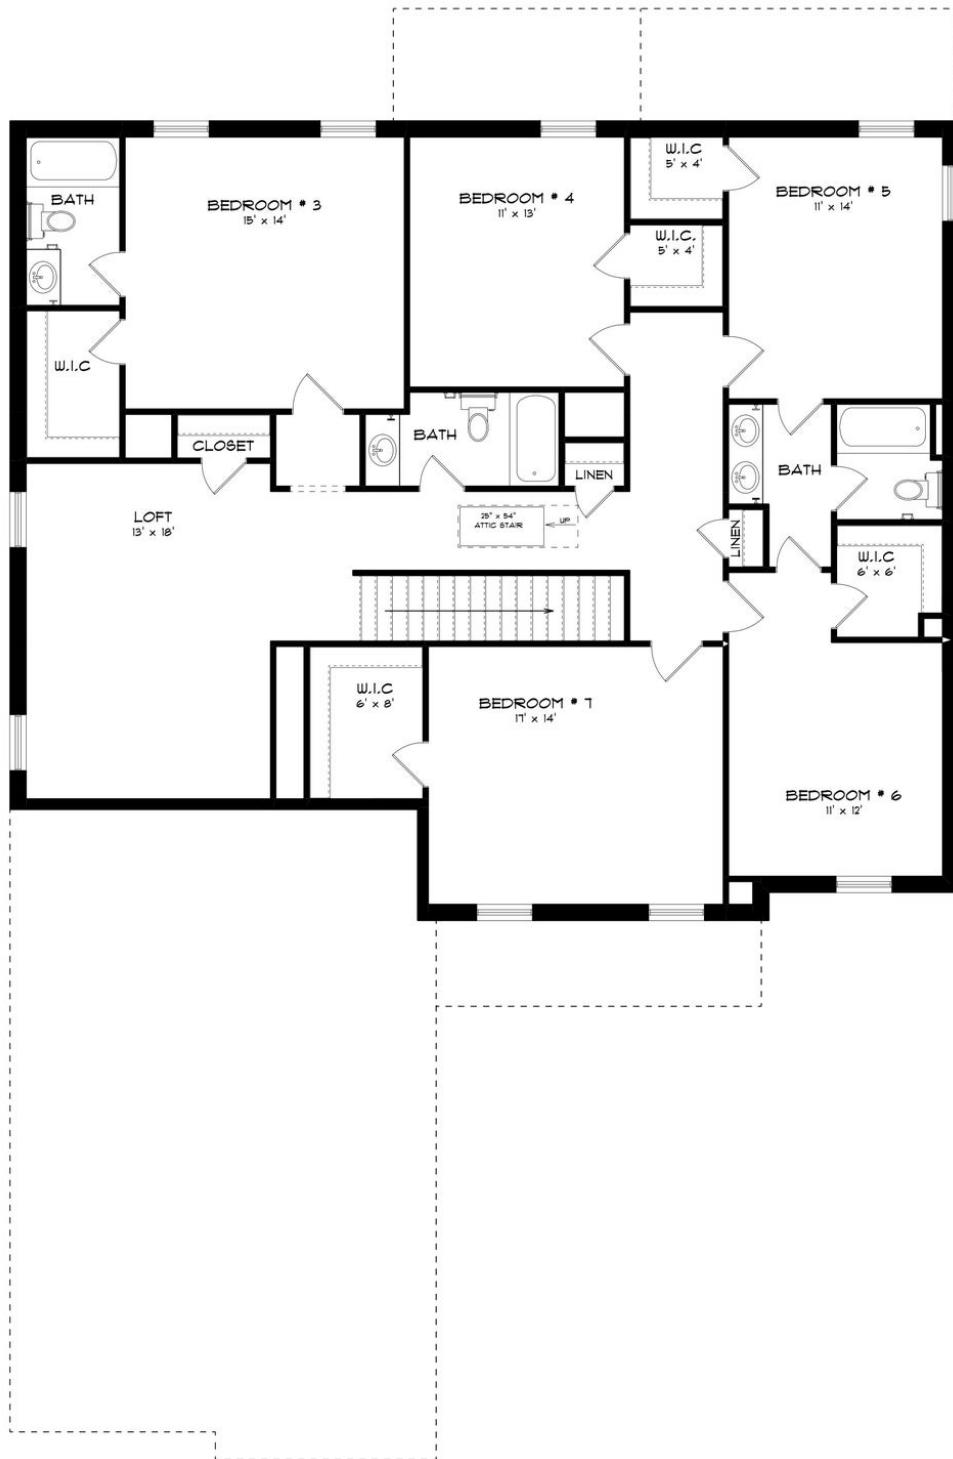 W.I.C
5' x 4'
BATH
BEDROOM # 3
15' x 14'
BEDROOM # 4
11' x 13'
BEDROOM # 5
11' x 14'
W.I.C.
5' x 4'
W.I.C
CLOSET
BATH
LINEN
BATH
LOFT
13' x 18'
25" x 54"
ATTIC STAIR
UP
LINEN
W.I.C
6' x 6'
W.I.C
6' x 8'
BEDROOM # 7
17' x 14'
BEDROOM # 6
11' x 12'